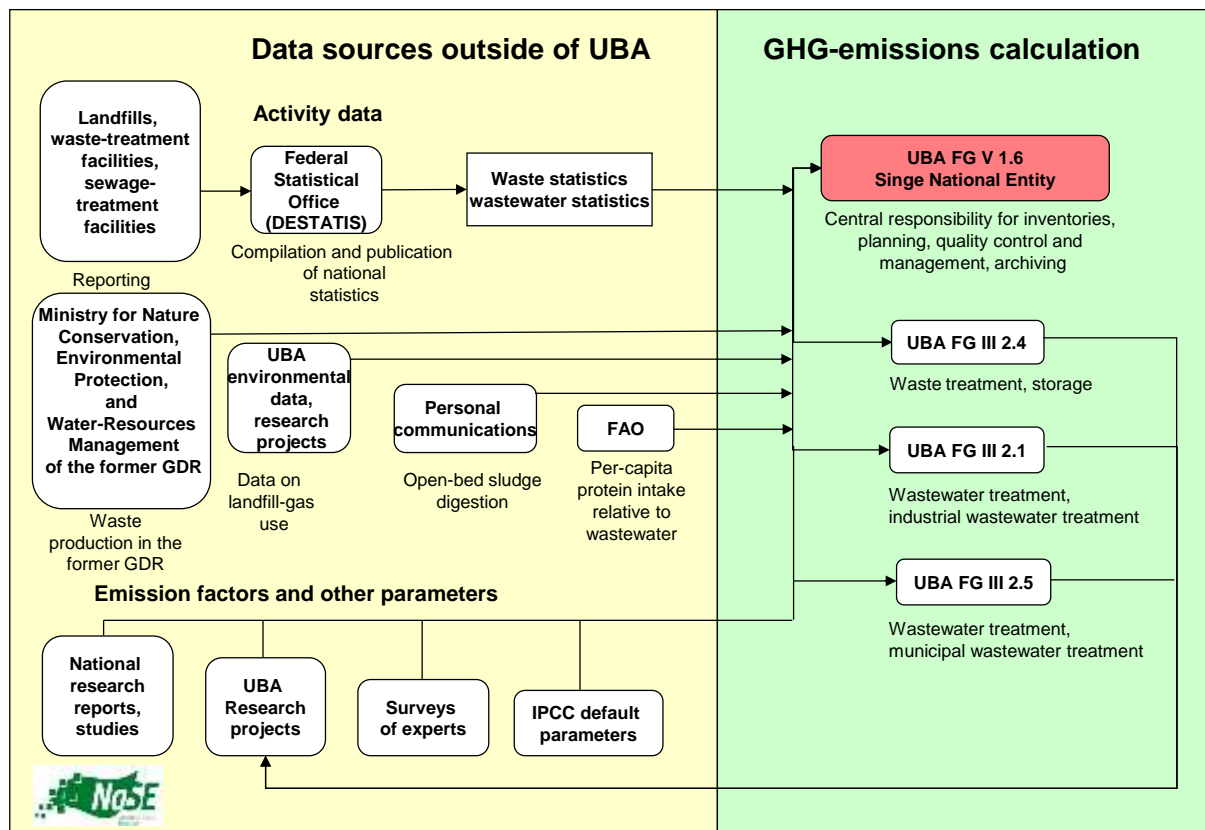 Data sources outside of UBA
GHG-emissions calculation
Activity data
Landfills,
waste-treatment
facilities,
sewage-
treatment
facilities
Reporting
Federal
Statistical
Office
(DESTATIS)
Compilation and publication
of national
statistics
Waste statistics
wastewater statistics
UBA FG V 1.6
Singe National Entity
Central responsibility for inventories,
planning, quality control and
management, archiving
Ministry for Nature
Conservation,
Environmental
Protection,
and
Water-Resources
Management
of the former GDR
Waste
production in the
former GDR
UBA
environmental
data,
research
projects
Data on
landfill-gas
use
Personal
communications
Open-bed sludge
digestion
FAO
Per-capita
protein intake
relative to
wastewater
UBA FG III 2.4
Waste treatment, storage
UBA FG III 2.1
Wastewater treatment,
industrial wastewater treatment
UBA FG III 2.5
Wastewater treatment,
municipal wastewater treatment
Emission factors and other parameters
National
research
reports,
studies
UBA
Research
projects
Surveys
of experts
IPCC default
parameters
NaSE